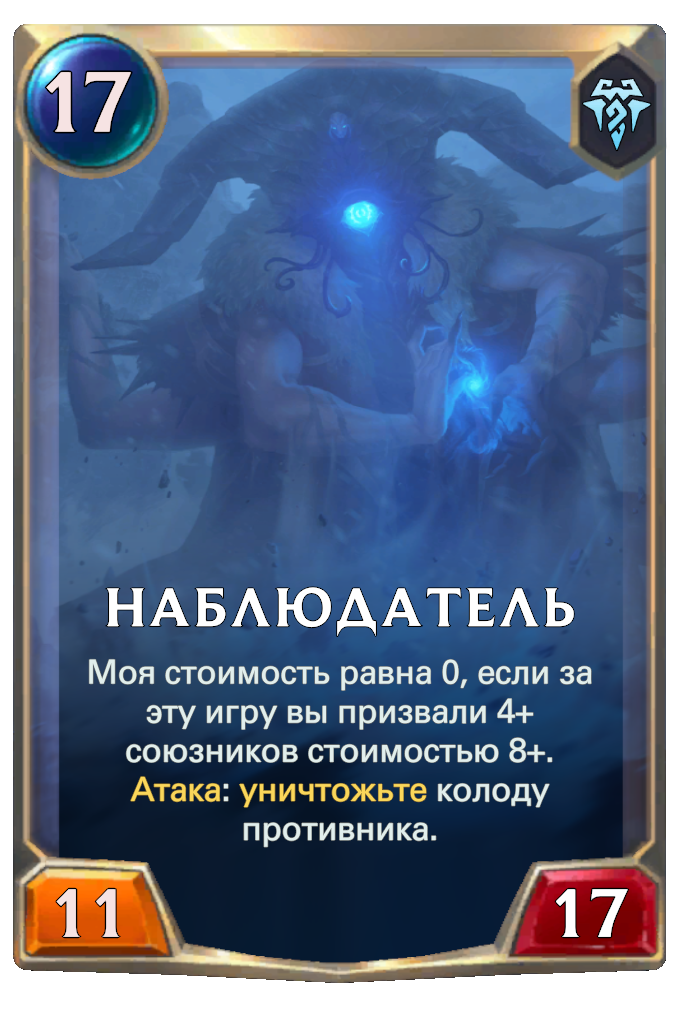 17
НАБЛЮДАТЕЛЬ
Моя стоимость равна 0, если за
эту игру вы призвали 4+
союзников стоимостью 8+.
Атака: уничтожьте колоду
противника.
11
17